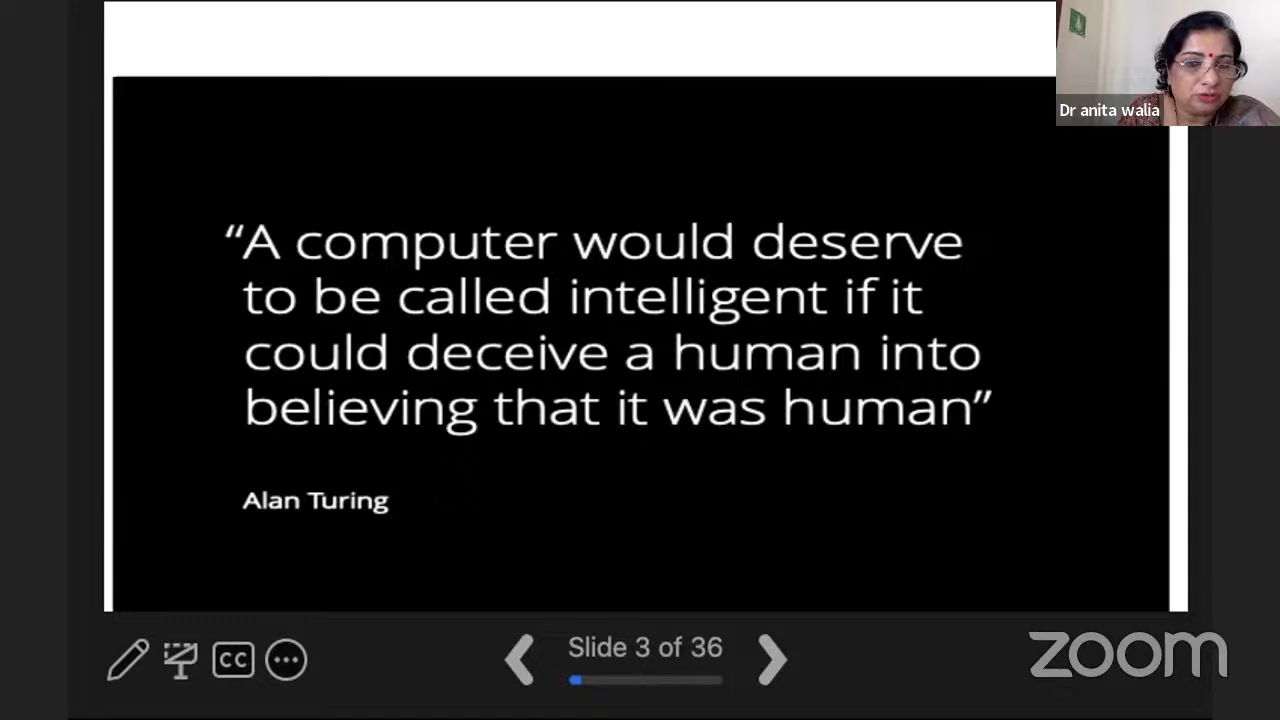 Dr anita walia
“A computer would deserve
to be called intelligent if it
could deceive a human into
believing that it was human”
Alan Turing
CC
Slide 3 of 36
zoom